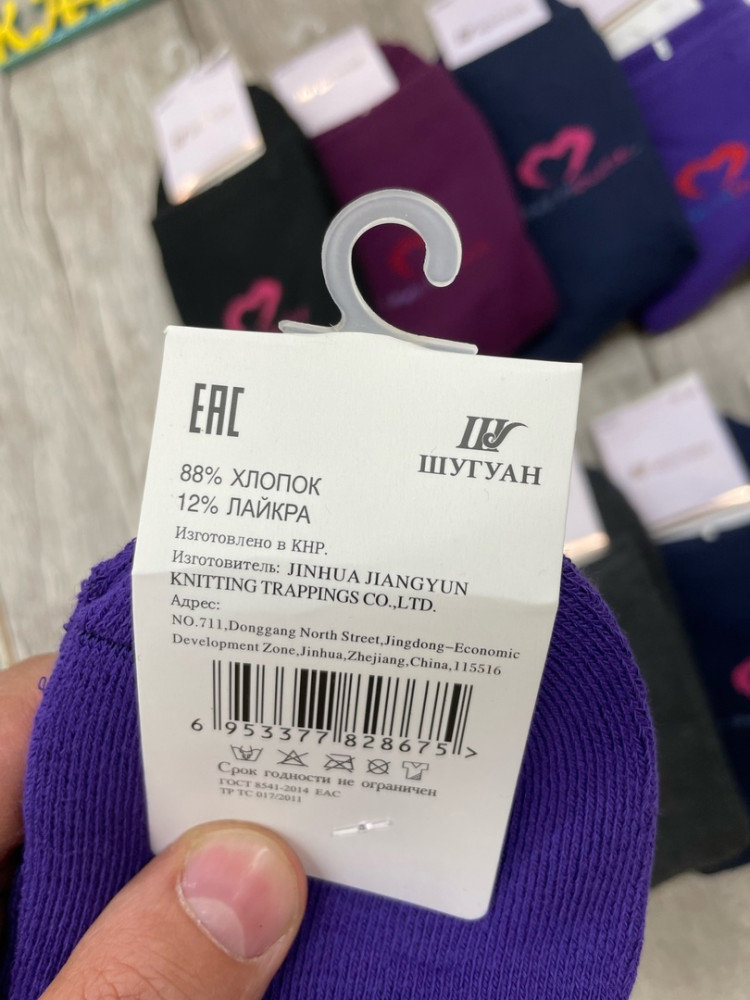 ЕАС
ШУГУАН
88% ХЛОПОК
12% ЛАЙКРА
Изготовлено в КНР.
Изготовитель: JINHUA JIANGYUN
KNITTING TRAPPINGS CO.,LTD.
Адрес:
NO.711,Donggang North Street,Jingdong-Economic
Development Zone,Jinhua,Zhejiang,China,115516
6 953377 828675 >
Срок годности не ограничен
ГОСТ 8541-2014 ЕАС
ТР ТС 017/2011